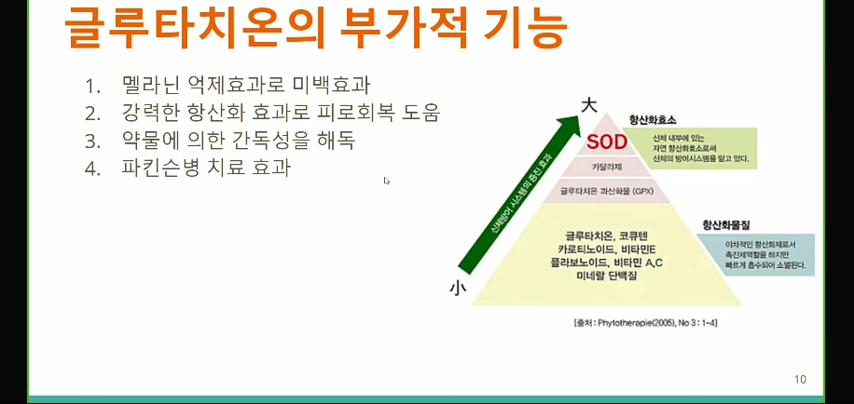 글루타치온의 부가적 기능
1. 멜라닌 억제효과로 미백효과
2. 강력한 항산화 효과로 피로회복 도움
3. 약물에 의한 간독성을 해독
4. 파킨슨병 치료 효과
大
신체방어 시스템의 증진 효과
小
항산화효소
SOD
신체 내부에 있는
자연 항산화효소로써
신체의 방어시스템을 맡고 있다.
카달라제
글루타치온 과산화물 (GPX)
항산화물질
글루타치온, 코큐텐
카로티노이드, 비타민E
플라보노이드, 비타민 A,C
미네랄 단백질
이차적인 항산화제로서
촉진제역할을 하지만
빠르게 흡수되어 소멸된다.
[출처 : Phytotherapie(2005), No 3 : 1-4]
10